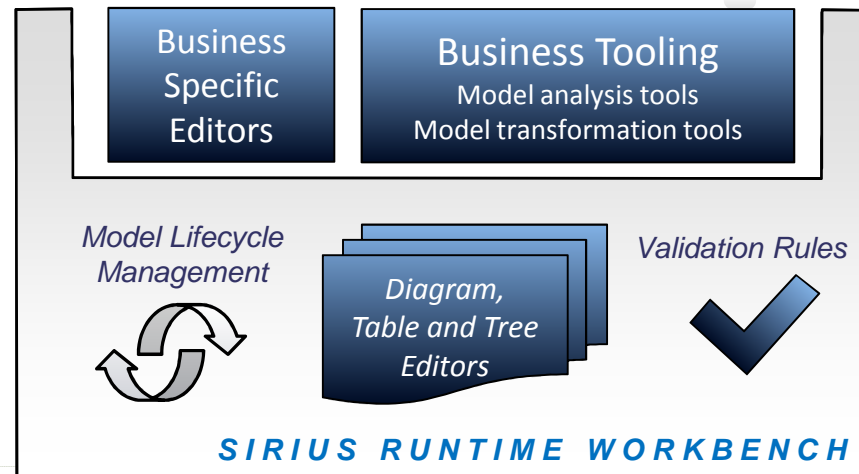 Business
Specific
Editors
Business Tooling
Model analysis tools
Model transformation tools
Model Lifecycle
Management
Diagram,
Table and Tree
Editors
Validation Rules
SIRIUS RUNTIME WORKBENCH